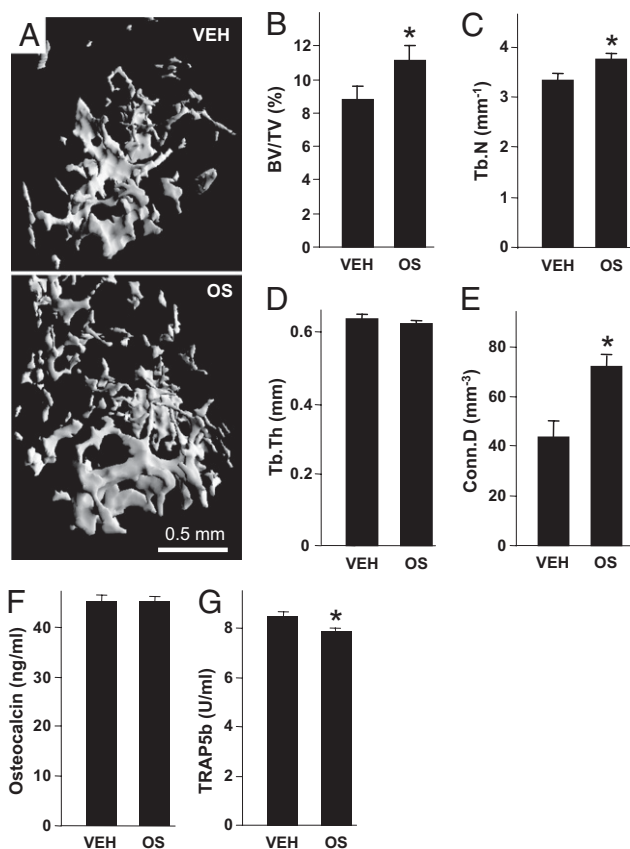 A
VEH
OS
0.5 mm
B
*
BV/TV (%)
12
10
8
6
4
2
0
VEH OS
C
*
Tb.N (mm-1)
4
2
0
VEH OS
D
Tb.Th (mm)
0.6
0.4
0.2
0
VEH OS
E
*
Conn.D (mm-3)
80
60
40
20
0
VEH OS
F
Osteocalcin (ng/ml)
40
30
20
10
0
VEH OS
G
*
TRAP5b (U/ml)
8
6
4
2
0
VEH OS